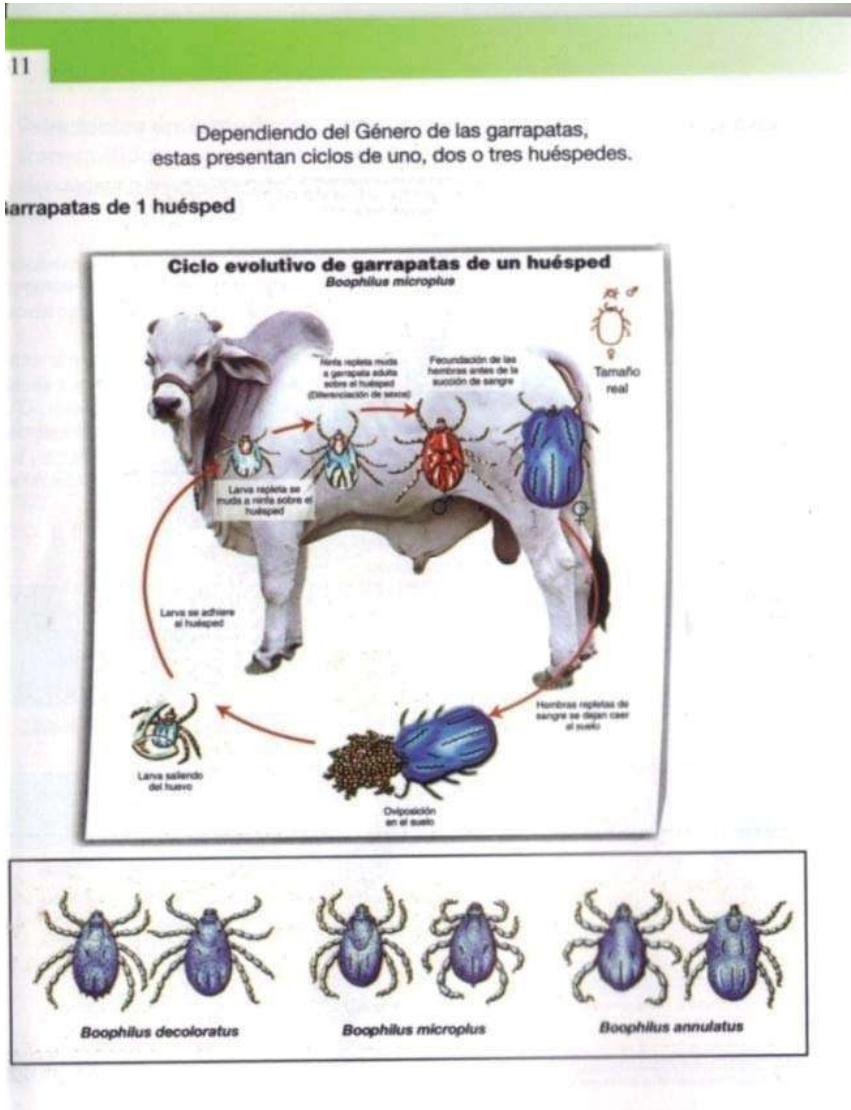 11
Dependiendo del Género de las garrapatas,
estas presentan ciclos de uno, dos o tres huéspedes.
arrapatas de 1 huésped
Ciclo evolutivo de garrapatas de un huésped
Boophilus microplus
♂
♀
Tamaño
real
Ninfa repleta muda
a garrapata adulta
sobre el huésped
(Diferenciación de sexos)
Fecundación de las
hembras antes de la
succión de sangre
Larva repleta se
muda a ninfa sobre el
huésped
♂
♀
Larva se adhiere
al huésped
Hembras repletas de
sangre se dejan caer
al suelo
Larva saliendo
del huevo
Oviposición
en el suelo
Boophilus decoloratus
Boophilus microplus
Boophilus annulatus